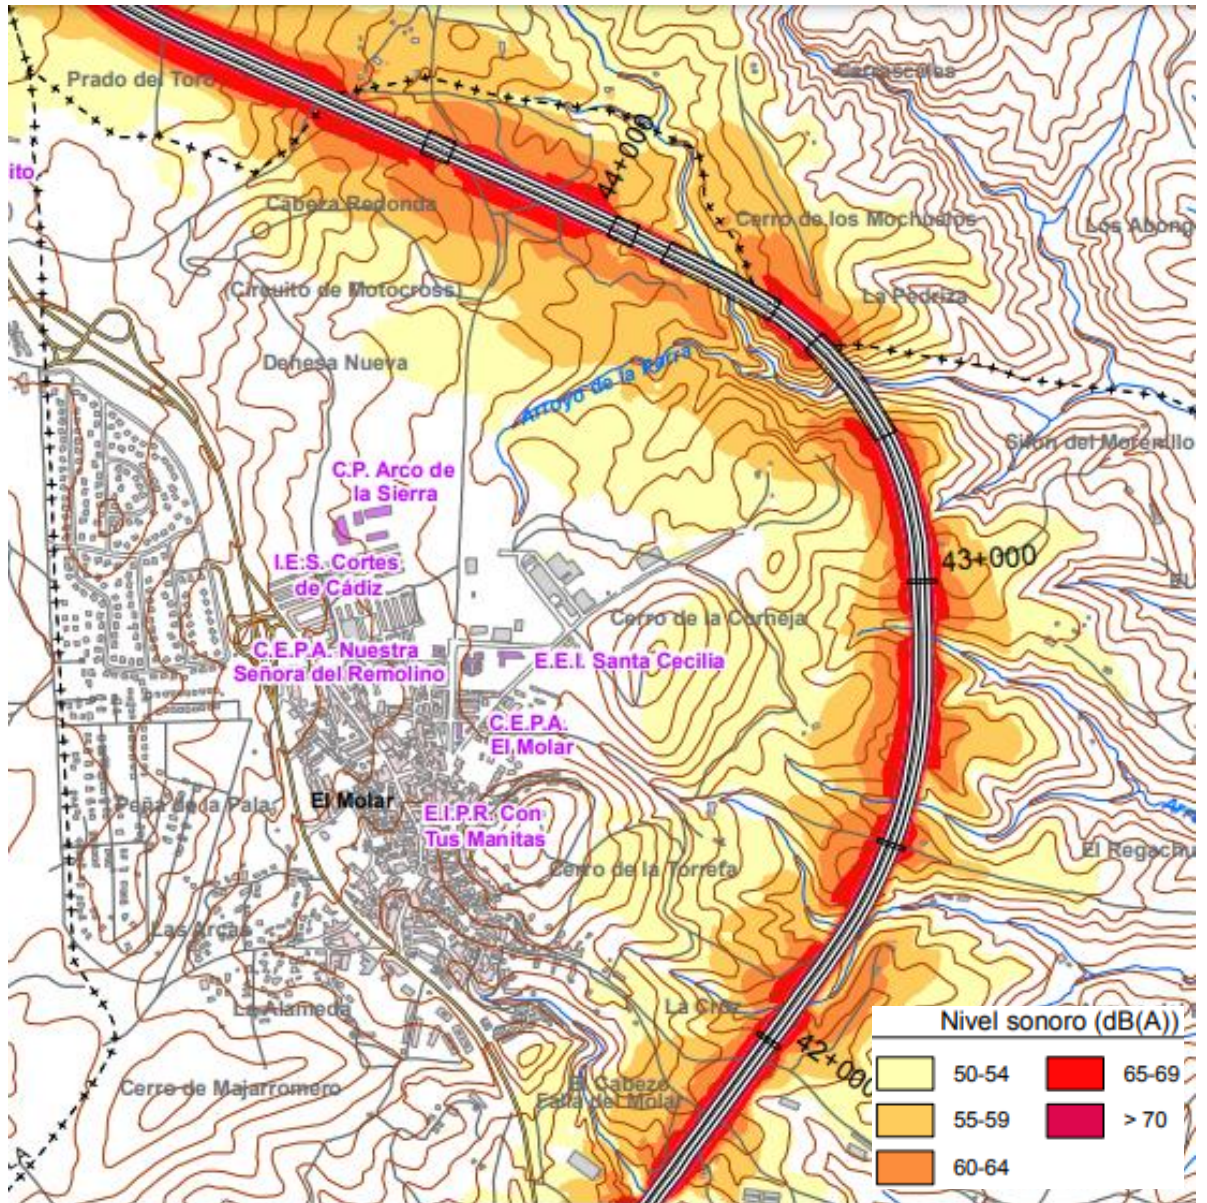 Prado del Toro
Carrascales
44+000
ito
Cabeza Redonda
Cerro de los Mochuelos
Los Abong
(Circuito de Motocross)
La Pedriza
Dehesa Nueva
Arroyo de la Parra
Sifón del Morenillo
C.P. Arco de
la Sierra
43+000
I.E.S. Cortes
de Cádiz
El
Cerro de la Corneja
C.E.P.A. Nuestra
Señora del Remolino
E.E.I. Santa Cecilia
C.E.P.A.
El Molar
El Molar
Peña de la Pala
Arr
E.I.P.R. Con
Tus Manitas
El Regachu
Cerro de la Torreta
Las Arcas
La Cruz
La Alameda
42+000
Cerro de Majarromero
El Cabezo
Falla del Molar
Nivel sonoro (dB(A))
50-54
65-69
55-59
> 70
60-64